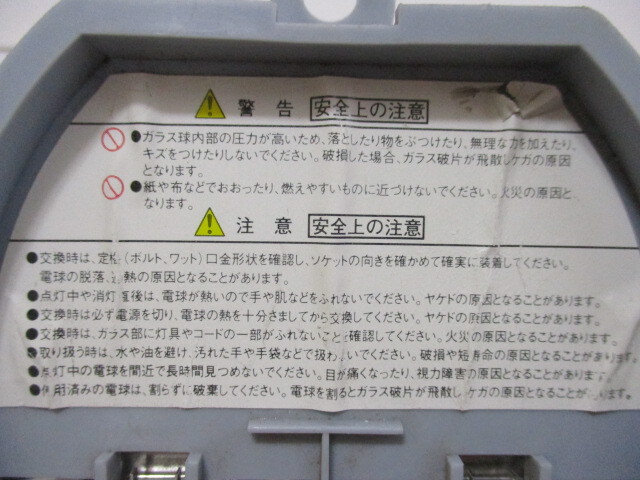 警告 安全上の注意
●ガラス球内部の圧力が高いため、落としたり物をぶつけたり、無理な力を加えたり、
キズをつけたりしないでください。破損した場合、ガラス破片が飛散しケガの原因
となります。
●紙や布などでおおったり、燃えやすいものに近づけないでください。火災の原因と
なります。
注意 安全上の注意
●交換時は、定格(ボルト、ワット)口金形状を確認し、ソケットの向きを確かめて確実に装着してください。
電球の脱落、過熱の原因となることがあります。
●点灯中や消灯直後は、電球が熱いので手や肌などをふれないでください。ヤケドの原因となることがあります。
●交換時は必ず電源を切り、電球の熱を十分さましてから交換してください。ヤケドの原因となることがあります。
●交換時は、ガラス部に灯具やコードの一部がふれないことを確認してください。火災の原因となることがあります。
●取り扱う時は、水や油を避け、汚れた手や手袋などで扱わないでください。破損や短寿命の原因となることがあります。
●点灯中の電球を間近で長時間見つめないでください。目が痛くなったり、視力障害の原因となることがあります。
●使用済みの電球は、割らずに破棄してください。電球を割るとガラス破片が飛散しケガの原因となることがあります。